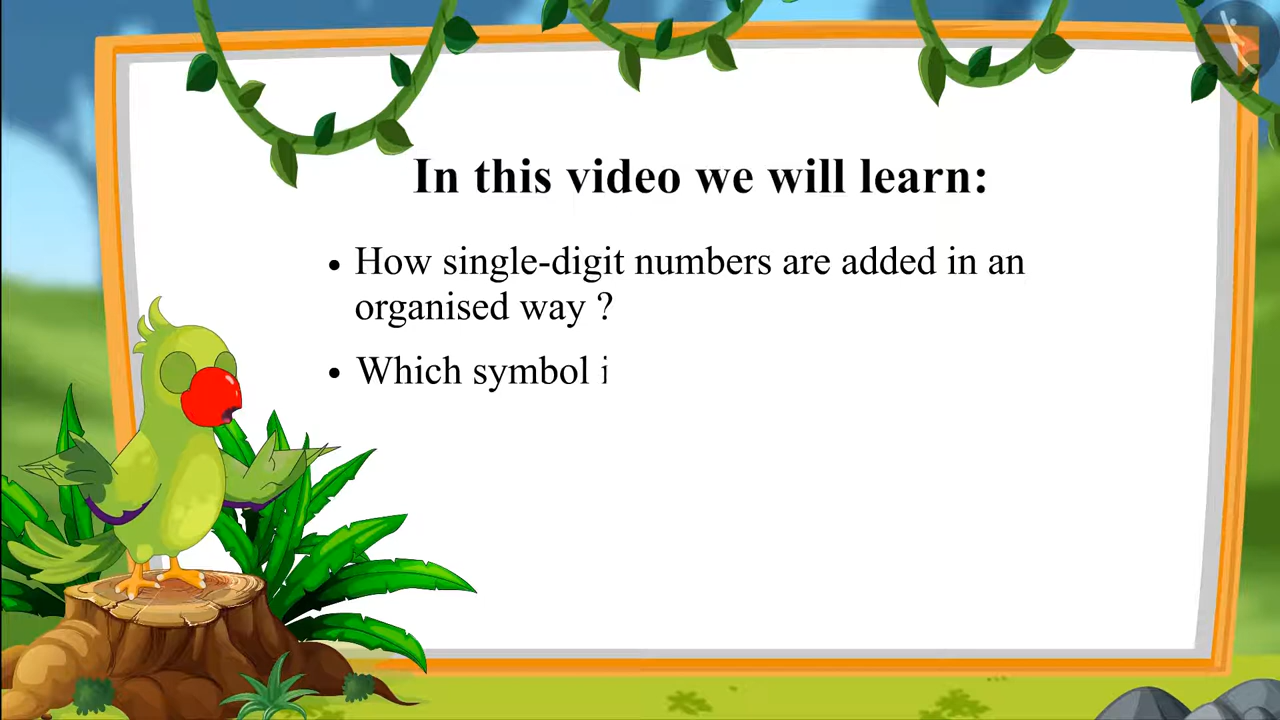 In this video we will learn:
• How single-digit numbers are added in an
organised way ?
• Which symbol i